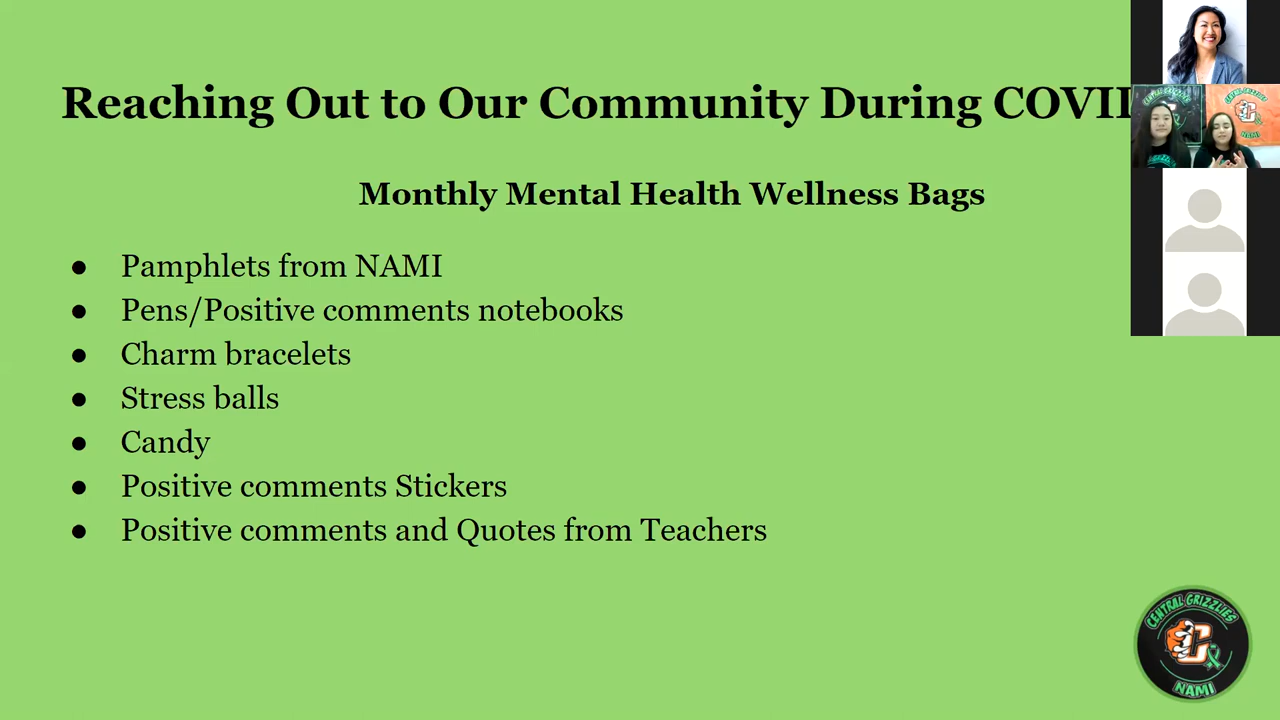 Reaching Out to Our Community During COVI
Monthly Mental Health Wellness Bags
● Pamphlets from NAMI
● Pens/Positive comments notebooks
● Charm bracelets
● Stress balls
● Candy
● Positive comments Stickers
● Positive comments and Quotes from Teachers
CENTRAL GRIZZLIES
C
NAMI
C
NAMI